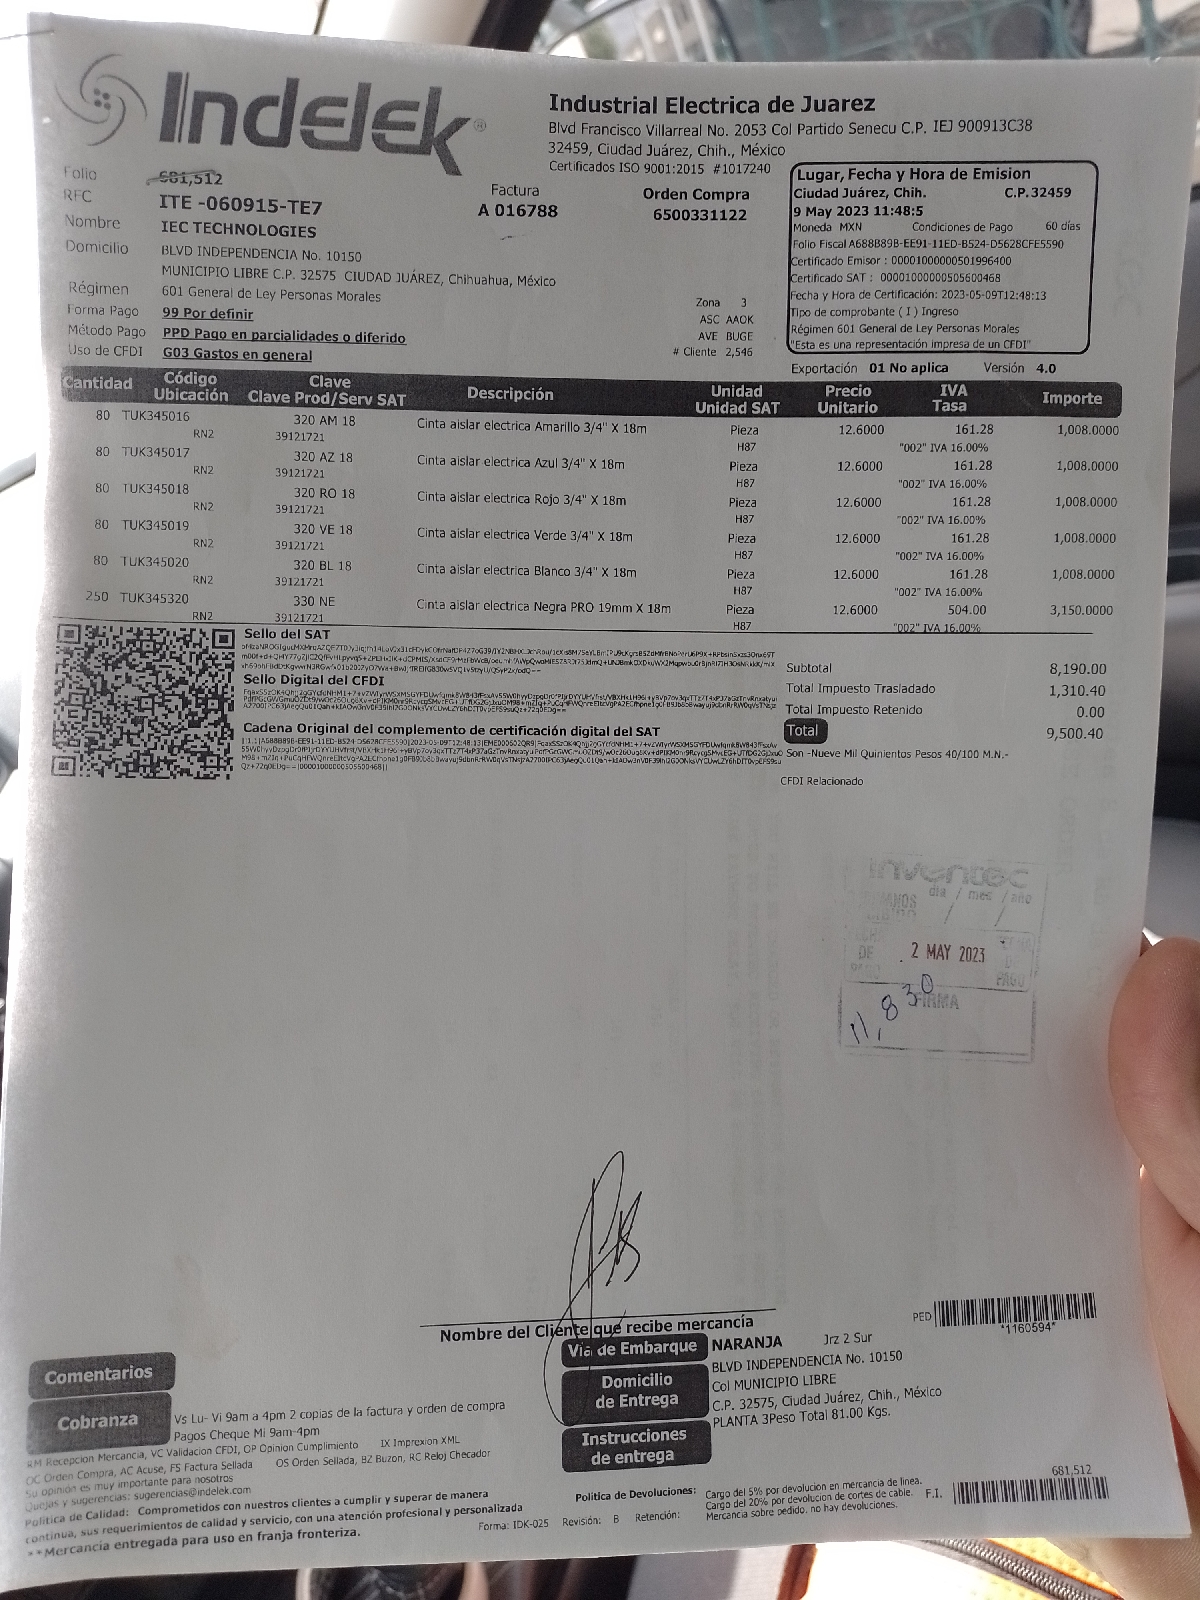 Indelek®
Industrial Electrica de Juarez
Blvd Francisco Villarreal No. 2053 Col Partido Senecu C.P. IEJ 900913C38
32459, Ciudad Juárez, Chih., México
Certificados ISO 9001:2015 #1017240
Folio 681,512
RFC ITE -060915-TE7
Nombre IEC TECHNOLOGIES
Domicilio BLVD INDEPENDENCIA No. 10150
MUNICIPIO LIBRE C.P. 32575 CIUDAD JUÁREZ, Chihuahua, México
Régimen 601 General de Ley Personas Morales
Forma Pago 99 Por definir
Método Pago PPD Pago en parcialidades o diferido
Uso de CFDI G03 Gastos en general
Factura
A 016788
Orden Compra
6500331122
Zona 3
ASC AAOK
AVE BUGE
# Cliente 2,546
Lugar, Fecha y Hora de Emision
Ciudad Juárez, Chih. C.P.32459
9 May 2023 11:48:5
Moneda MXN Condiciones de Pago 60 días
Folio Fiscal A688B89B-EE91-11ED-B524-D5628CFE5590
Certificado Emisor : 00001000000501996400
Certificado SAT : 00001000000505600468
Fecha y Hora de Certificación: 2023-05-09T12:48:13
Tipo de comprobante ( I ) Ingreso
Régimen 601 General de Ley Personas Morales
"Esta es una representación impresa de un CFDI"
Exportación 01 No aplica Versión 4.0
Cantidad Código Ubicación Clave Clave Prod/Serv SAT Descripción Unidad Unidad SAT Precio Unitario IVA Tasa Importe
80 TUK345016 320 AM 18 Cinta aislar electrica Amarillo 3/4" X 18m Pieza 12.6000 161.28 1,008.0000
RN2 39121721 H87 "002" IVA 16.00%
80 TUK345017 320 AZ 18 Cinta aislar electrica Azul 3/4" X 18m Pieza 12.6000 161.28 1,008.0000
RN2 39121721 H87 "002" IVA 16.00%
80 TUK345018 320 RO 18 Cinta aislar electrica Rojo 3/4" X 18m Pieza 12.6000 161.28 1,008.0000
RN2 39121721 H87 "002" IVA 16.00%
80 TUK345019 320 VE 18 Cinta aislar electrica Verde 3/4" X 18m Pieza 12.6000 161.28 1,008.0000
RN2 39121721 H87 "002" IVA 16.00%
80 TUK345020 320 BL 18 Cinta aislar electrica Blanco 3/4" X 18m Pieza 12.6000 161.28 1,008.0000
RN2 39121721 H87 "002" IVA 16.00%
250 TUK345320 330 NE Cinta aislar electrica Negra PRO 19mm X 18m Pieza 12.6000 504.00 3,150.0000
RN2 39121721 H87 "002" IVA 16.00%
Sello del SAT
Sello Digital del CFDI
Cadena Original del complemento de certificación digital del SAT
Subtotal 8,190.00
Total Impuesto Trasladado 1,310.40
Total Impuesto Retenido 0.00
Total 9,500.40
Son -Nueve Mil Quinientos Pesos 40/100 M.N.-
CFDI Relacionado
inventec
dia / mes / año
DE 2 MAY 2023 PAGO
FIRMA
11,830
Nombre del Cliente que recibe mercancía
PED
*1160594*
Via de Embarque NARANJA Jrz 2 Sur
Domicilio de Entrega
BLVD INDEPENDENCIA No. 10150
Col MUNICIPIO LIBRE
C.P. 32575, Ciudad Juárez, Chih., México
PLANTA 3Peso Total 81.00 Kgs.
Instrucciones de entrega
Comentarios
Cobranza
Vs Lu- Vi 9am a 4pm 2 copias de la factura y orden de compra
Pagos Cheque Mi 9am-4pm
RM Recepcion Mercancia, VC Validacion CFDI, OP Opinion Cumplimiento IX Imprexion XML
OC Orden Compra, AC Acuse, FS Factura Sellada OS Orden Sellada, BZ Buzon, RC Reloj Checador
Su opinión es muy importante para nosotros
Quejas y sugerencias: sugerencias@indelek.com
Política de Calidad: Comprometidos con nuestros clientes a cumplir y superar de manera
continua, sus requerimientos de calidad y servicio, con una atención profesional y personalizada
**Mercancia entregada para uso en franja fronteriza.
Forma: IDK-025 Revisión: B Retención:
Politica de Devoluciones: Cargo del 5% por devolucion en mercancia de linea.
Cargo del 20% por devolucion de cortes de cable.
Mercancia sobre pedido, no hay devoluciones.
F.I.
681,512